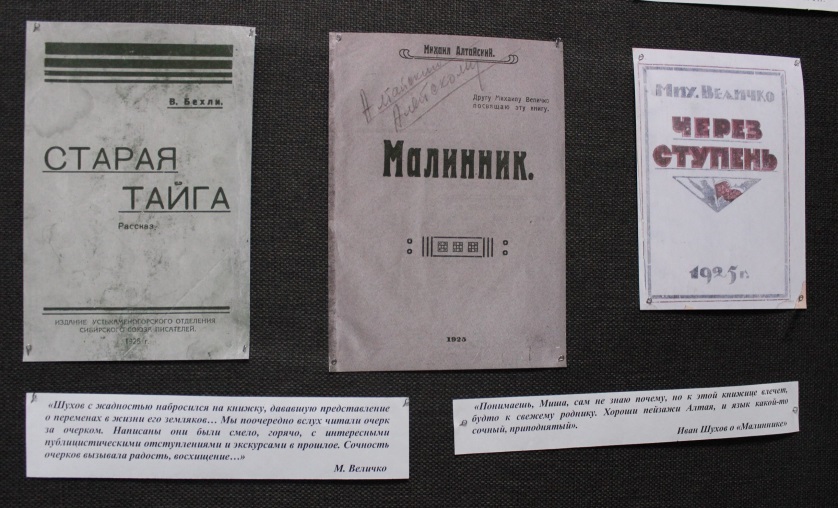 В. Бехли.
СТАРАЯ
ТАЙГА
Рассказ.
ИЗДАНИЕ УСТЬКАМЕНОГОРСКОГО ОТДЕЛЕНИЯ
СИБИРСКОГО СОЮЗА ПИСАТЕЛЕЙ.
1925 г.
Михаил Алтайский.
Другу Михаилу Величко
посвящаю эту книгу.
Малинник.
1925
Мих. Величко
ЧЕРЕЗ
СТУПЕНЬ
1925 г.
«Шухов с жадностью набросился на книжку, дававшую представление
о переменах в жизни его земляков… Мы поочередно вслух читали очерк
за очерком. Написаны они были смело, горячо, с интересными
публицистическими отступлениями и экскурсами в прошлое. Сочность
очерков вызывала радость, восхищение…»
М. Величко
«Понимаешь, Миша, сам не знаю почему, но к этой книжице влечет,
будто к свежему роднику. Хороши пейзажи Алтая, и язык какой-то
сочный, приподнятый».
Иван Шухов о «Малиннике»